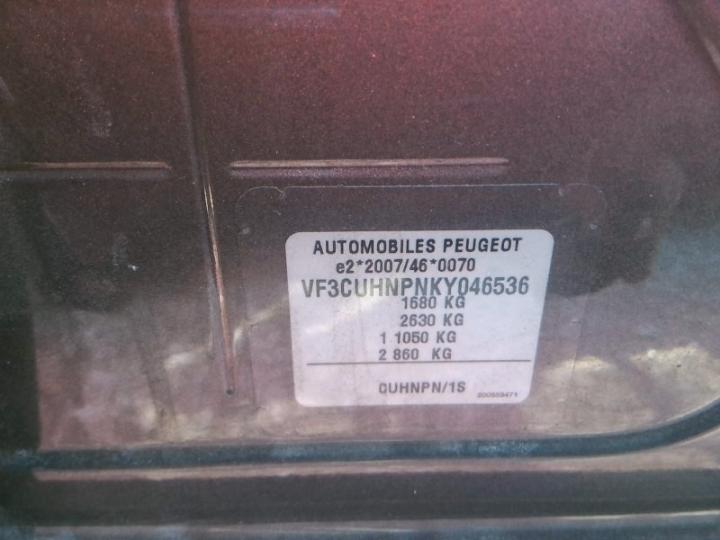 AUTOMOBILES PEUGEOT
e2*2007/46*0070
VF3CUHNPNKY046536
1680 KG
2630 KG
1 1050 KG
2 860 KG
CUHNPN/1S